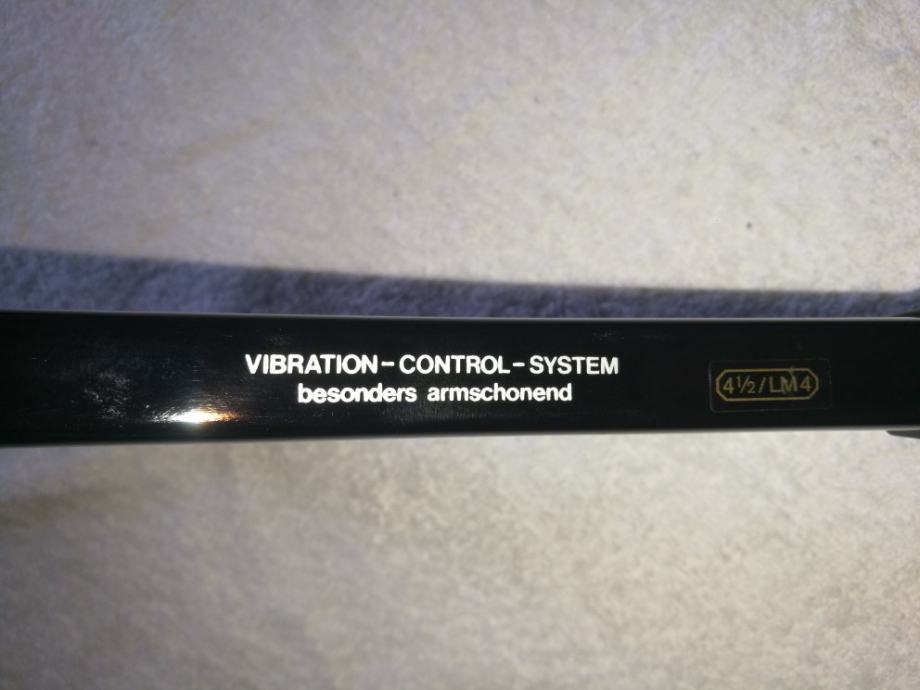 VIBRATION-CONTROL-SYSTEM
besonders armschonend
4½/LM4